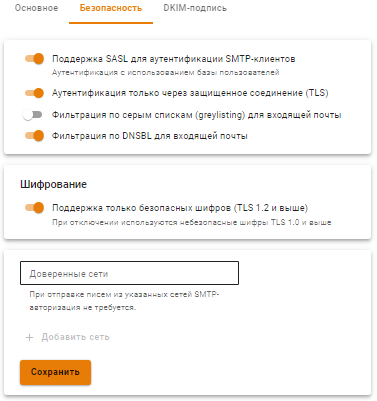 Основное Безопасность DKIM-подпись
Поддержка SASL для аутентификации SMTP-клиентов
Аутентификация с использованием базы пользователей
Аутентификация только через защищенное соединение (TLS)
Фильтрация по серым спискам (greylisting) для входящей почты
Фильтрация по DNSBL для входящей почты
Шифрование
Поддержка только безопасных шифров (TLS 1.2 и выше)
При отключении используются небезопасные шифры TLS 1.0 и выше
Доверенные сети
При отправке писем из указанных сетей SMTP-
авторизация не требуется.
+ Добавить сеть
Сохранить